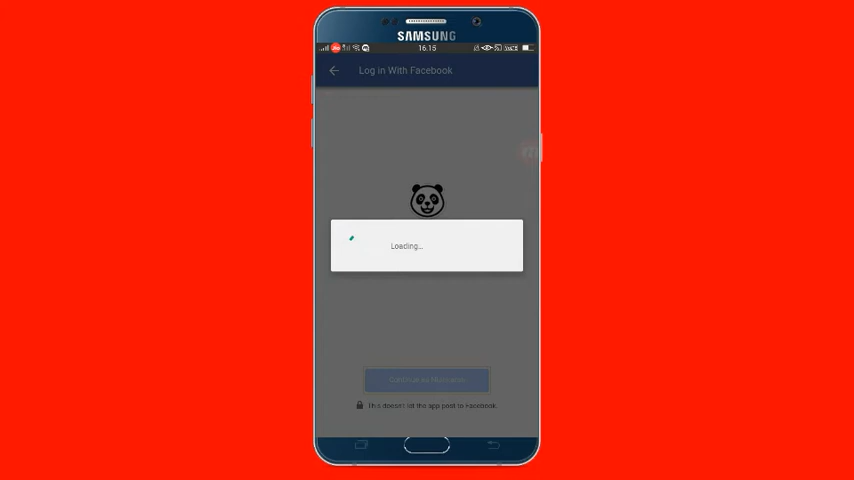 SAMSUNG
16.15
Log in With Facebook
Loading...
This doesn't let the app post to Facebook.